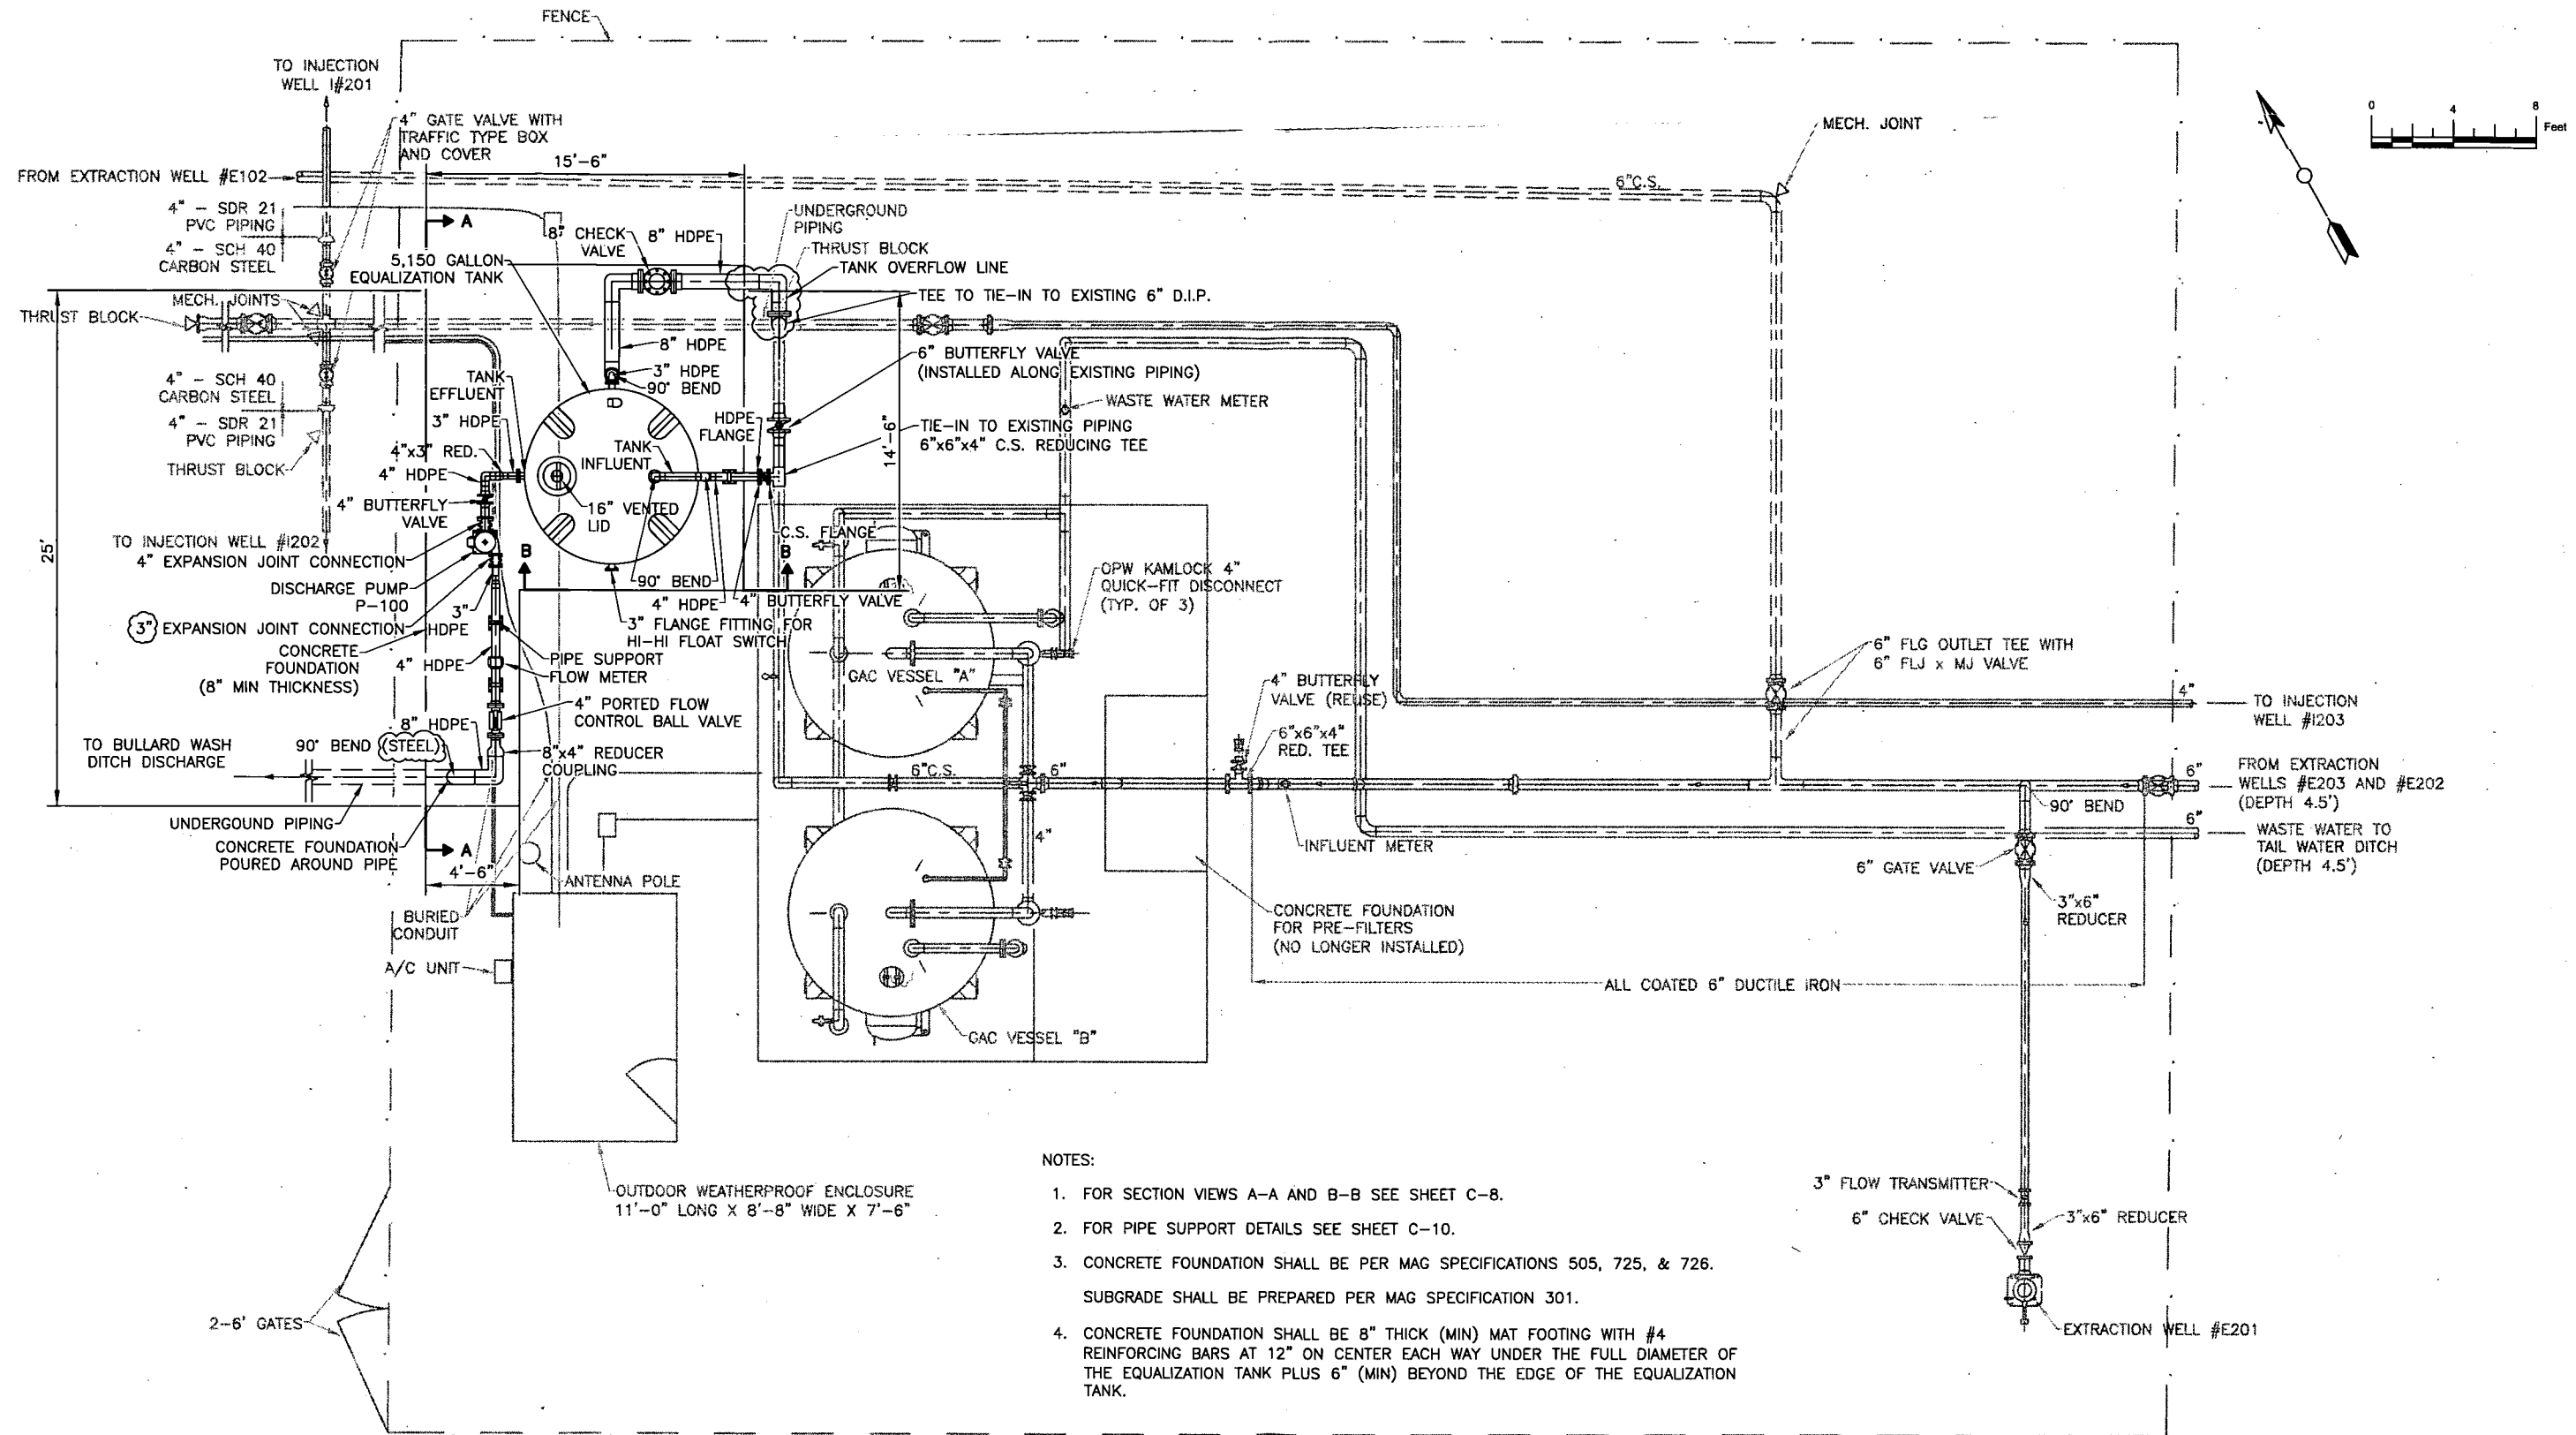 FENCE
TO INJECTION
WELL I#201
4" GATE VALVE WITH
TRAFFIC TYPE BOX
AND COVER
MECH. JOINT
0 4 8
Feet
15'-6"
FROM EXTRACTION WELL #E102
6"C.S.
4" - SDR 21
PVC PIPING
4" - SCH 40
CARBON STEEL
A
8" CHECK
VALVE
8" HDPE
UNDERGROUND
PIPING
THRUST BLOCK
TANK OVERFLOW LINE
5,150 GALLON
EQUALIZATION TANK
TEE TO TIE-IN TO EXISTING 6" D.I.P.
MECH. JOINTS
THRUST BLOCK
8" HDPE
6" BUTTERFLY VALVE
(INSTALLED ALONG EXISTING PIPING)
3" HDPE
90° BEND
TANK
EFFLUENT
3" HDPE
4" - SCH 40
CARBON STEEL
4" - SDR 21
PVC PIPING
THRUST BLOCK
HDPE
FLANGE
WASTE WATER METER
TIE-IN TO EXISTING PIPING
6"x6"x4" C.S. REDUCING TEE
14'-6"
TANK
INFLUENT
4"x3" RED.
4" HDPE
4" BUTTERFLY
VALVE
16" VENTED
LID
C.S. FLANGE
TO INJECTION WELL #I202
4" EXPANSION JOINT CONNECTION
B
B
25'
DISCHARGE PUMP
P-100
3"
90° BEND
4" HDPE
4" BUTTERFLY VALVE
OPW KAMLOCK 4"
QUICK-FIT DISCONNECT
(TYP. OF 3)
3" EXPANSION JOINT CONNECTION
HDPE
3" FLANGE FITTING FOR
HI-HI FLOAT SWITCH
CONCRETE
FOUNDATION
(8" MIN THICKNESS)
4" HDPE
PIPE SUPPORT
FLOW METER
GAC VESSEL "A"
6" FLG OUTLET TEE WITH
6" FLJ x MJ VALVE
4" BUTTERFLY
VALVE (REUSE)
4"
TO INJECTION
WELL #I203
4" PORTED FLOW
CONTROL BALL VALVE
8" HDPE
90° BEND (STEEL)
TO BULLARD WASH
DITCH DISCHARGE
8"x4" REDUCER
COUPLING
6"x6"x4"
RED. TEE
6"C.S.
6"
6"
FROM EXTRACTION
WELLS #E203 AND #E202
(DEPTH 4.5')
90° BEND
UNDERGOUND PIPING
CONCRETE FOUNDATION
POURED AROUND PIPE
A
4'-6"
4"
INFLUENT METER
6"
WASTE WATER TO
TAIL WATER DITCH
(DEPTH 4.5')
6" GATE VALVE
ANTENNA POLE
BURIED
CONDUIT
3"x6"
REDUCER
CONCRETE FOUNDATION
FOR PRE-FILTERS
(NO LONGER INSTALLED)
A/C UNIT
ALL COATED 6" DUCTILE IRON
GAC VESSEL "B"
OUTDOOR WEATHERPROOF ENCLOSURE
11'-0" LONG X 8'-8" WIDE X 7'-6"
2-6' GATES
3" FLOW TRANSMITTER
6" CHECK VALVE
3"x6" REDUCER
EXTRACTION WELL #E201
NOTES:
1. FOR SECTION VIEWS A-A AND B-B SEE SHEET C-8.
2. FOR PIPE SUPPORT DETAILS SEE SHEET C-10.
3. CONCRETE FOUNDATION SHALL BE PER MAG SPECIFICATIONS 505, 725, & 726.
SUBGRADE SHALL BE PREPARED PER MAG SPECIFICATION 301.
4. CONCRETE FOUNDATION SHALL BE 8" THICK (MIN) MAT FOOTING WITH #4
REINFORCING BARS AT 12" ON CENTER EACH WAY UNDER THE FULL DIAMETER OF
THE EQUALIZATION TANK PLUS 6" (MIN) BEYOND THE EDGE OF THE EQUALIZATION
TANK.